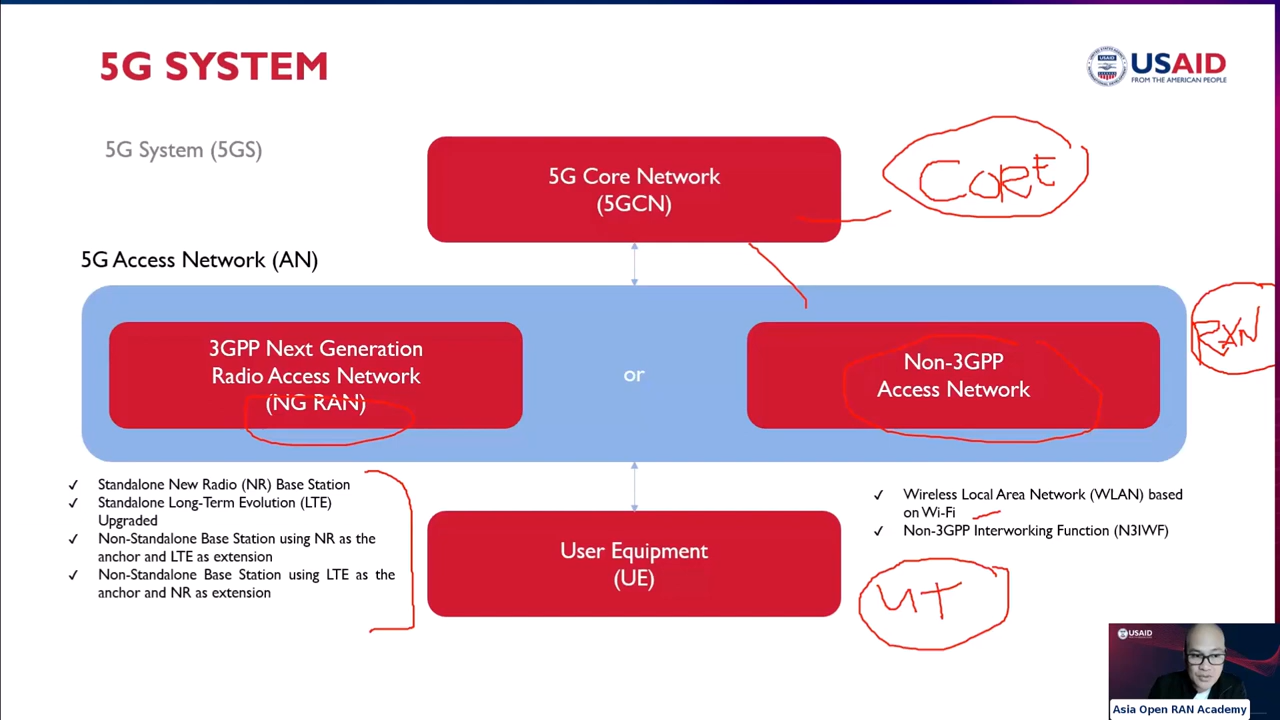 5G SYSTEM
USAID
FROM THE AMERICAN PEOPLE
5G System (5GS)
5G Core Network
(5GCN)
CORE
5G Access Network (AN)
3GPP Next Generation
Radio Access Network
(NG RAN)
or
Non-3GPP
Access Network
RAN
✓ Standalone New Radio (NR) Base Station
✓ Standalone Long-Term Evolution (LTE)
Upgraded
✓ Non-Standalone Base Station using NR as the
anchor and LTE as extension
✓ Non-Standalone Base Station using LTE as the
anchor and NR as extension
User Equipment
(UE)
✓ Wireless Local Area Network (WLAN) based
on Wi-Fi
✓ Non-3GPP Interworking Function (N3IWF)
UT
USAID
Asia Open RAN Academy